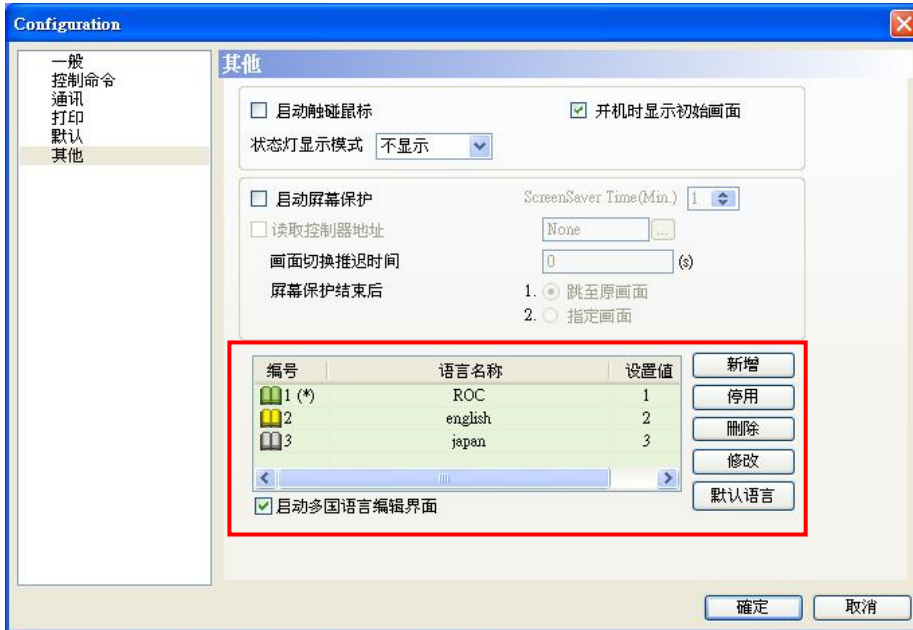 Configuration
一般
控制命令
通讯
打印
默认
其他
其他
启动触碰鼠标
开机时显示初始画面
状态灯显示模式 不显示
启动屏幕保护 ScreenSaver Time(Min.) 1
读取控制器地址 None ...
画面切换推迟时间 0 (s)
屏幕保护结束后 1. 跳至原画面
2. 指定画面
编号 语言名称 设置值
1 (*) ROC 1
2 english 2
3 japan 3
新增
停用
删除
修改
默认语言
启动多国语言编辑界面
確定 取消